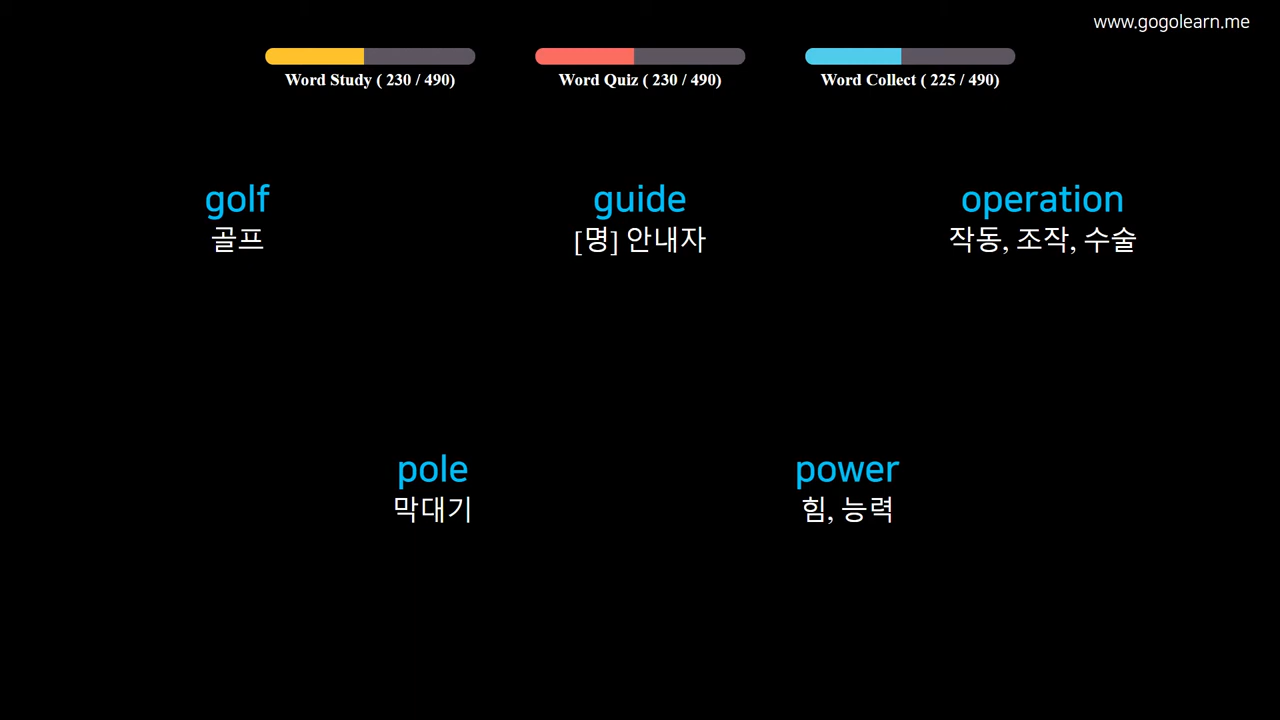 www.gogolearn.me
Word Study ( 230 / 490)
Word Quiz ( 230 / 490)
Word Collect ( 225 / 490)
golf
골프
guide
[명] 안내자
operation
작동, 조작, 수술
pole
막대기
power
힘, 능력